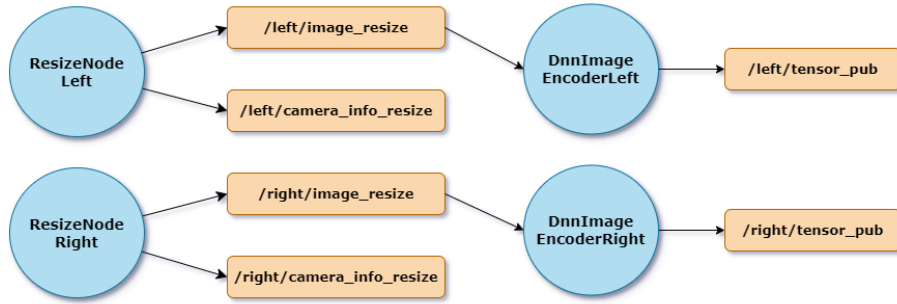 ResizeNode
Left
/left/image_resize
/left/camera_info_resize
DnnImage
EncoderLeft
/left/tensor_pub
ResizeNode
Right
/right/image_resize
/right/camera_info_resize
DnnImage
EncoderRight
/right/tensor_pub